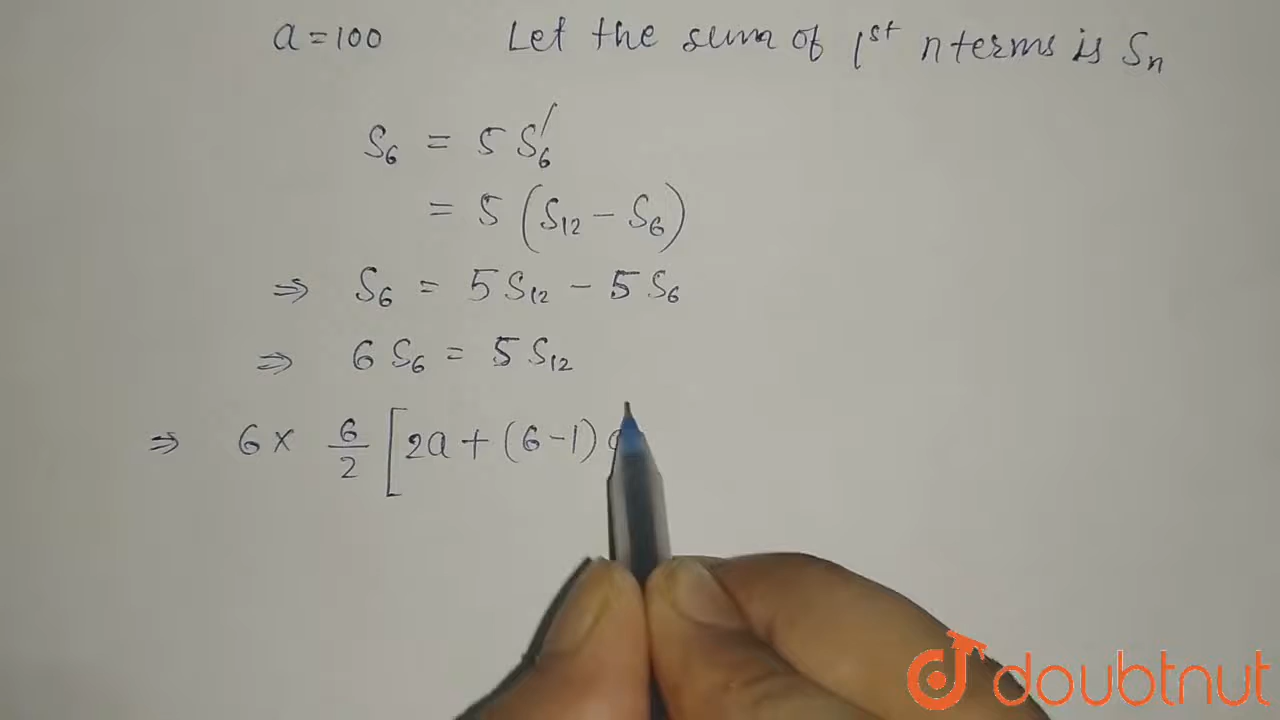 a = 100 Let the sum of 1st n terms is Sn
S6 = 5 S6′
= 5 (S12 − S6)
⇒ S6 = 5 S12 − 5 S6
⇒ 6 S6 = 5 S12
⇒ 6 × 6/2 [2a + (6 − 1)
doubtnut